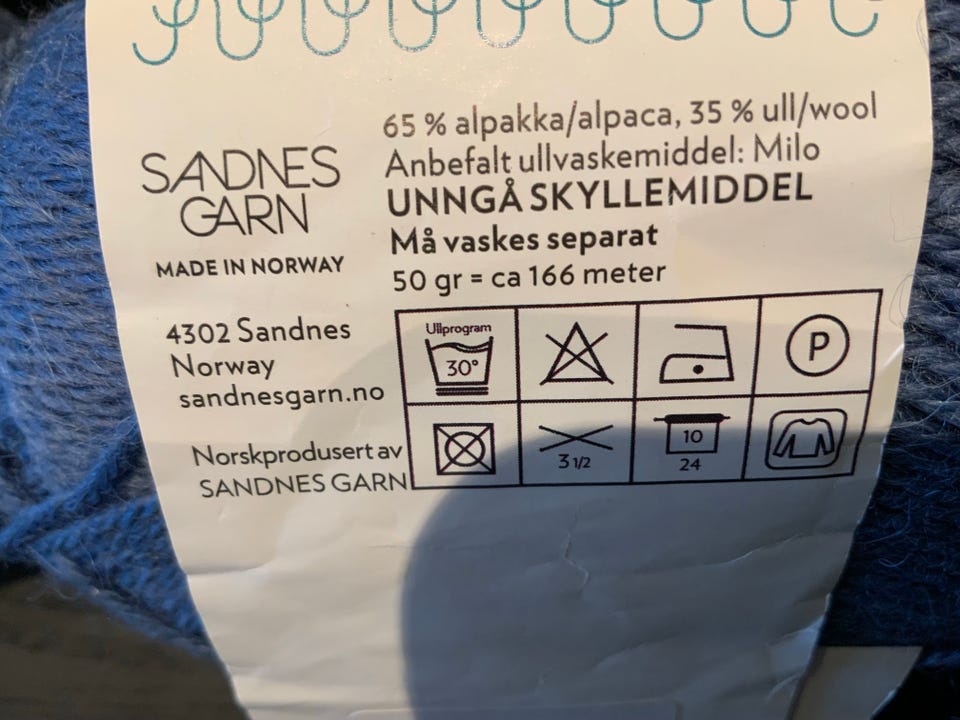 SANDNES
GARN
MADE IN NORWAY
4302 Sandnes
Norway
sandnesgarn.no
Norskprodusert av
SANDNES GARN
65 % alpakka/alpaca, 35 % ull/wool
Anbefalt ullvaskemiddel: Milo
UNNGÅ SKYLLEMIDDEL
Må vaskes separat
50 gr = ca 166 meter
Ullprogram
30°
P
3 1/2
10
24